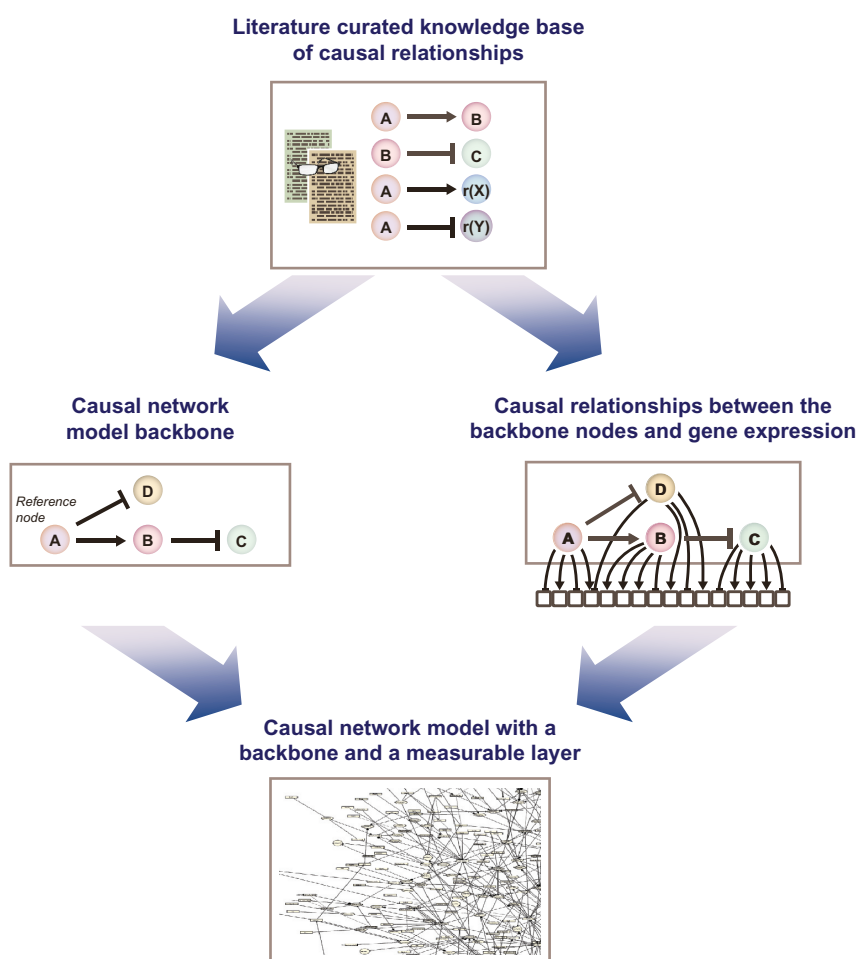 Literature curated knowledge base
of causal relationships
A
B
B
C
A
r(X)
A
r(Y)
Causal network
model backbone
Causal relationships between the
backbone nodes and gene expression
Reference
node
D
A
B
C
D
A
B
C
Causal network model with a
backbone and a measurable layer